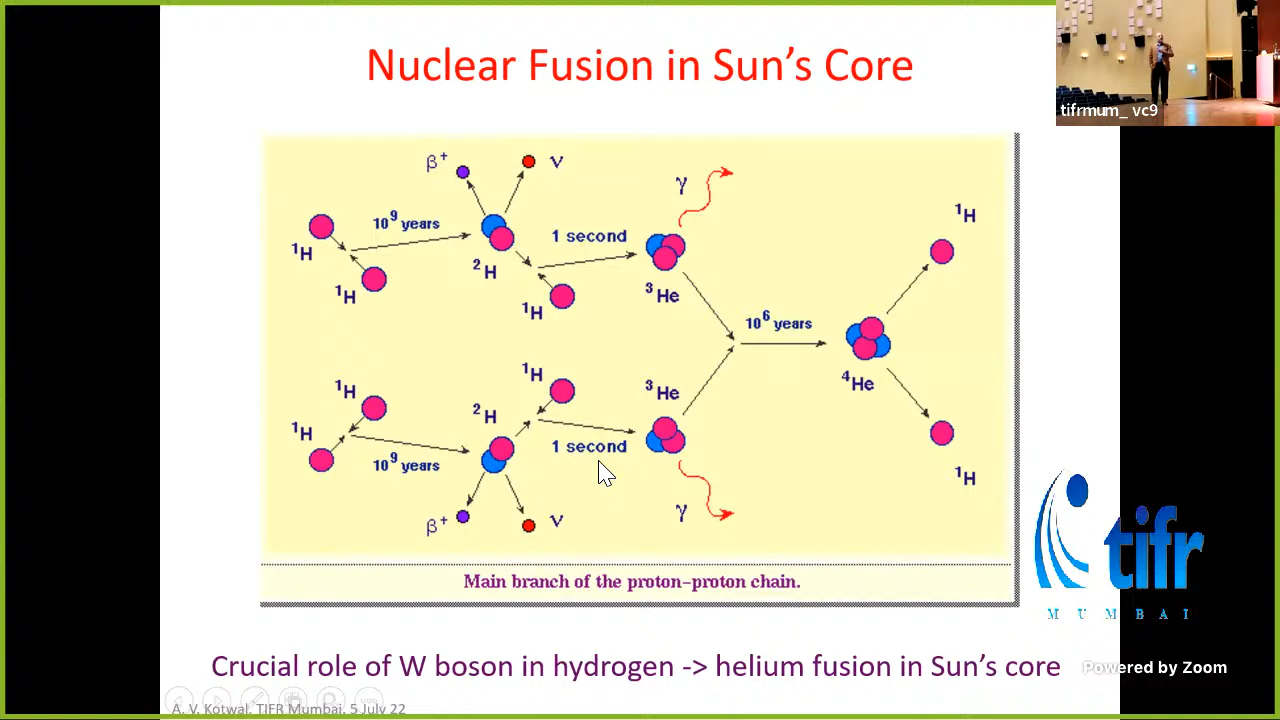 Nuclear Fusion in Sun's Core
tifrmum_ vc9
β⁺
ν
γ
¹H
10⁹ years
1 second
¹H
¹H
²H
¹H
³He
10⁶ years
¹H
¹H
²H
³He
⁴He
¹H
10⁹ years
1 second
¹H
β⁺
ν
γ
tifr
MUMBAI
Main branch of the proton-proton chain.
Crucial role of W boson in hydrogen -> helium fusion in Sun's core
Powered by Zoom
A. V. Kotwal, TIFR Mumbai, 5 July 22